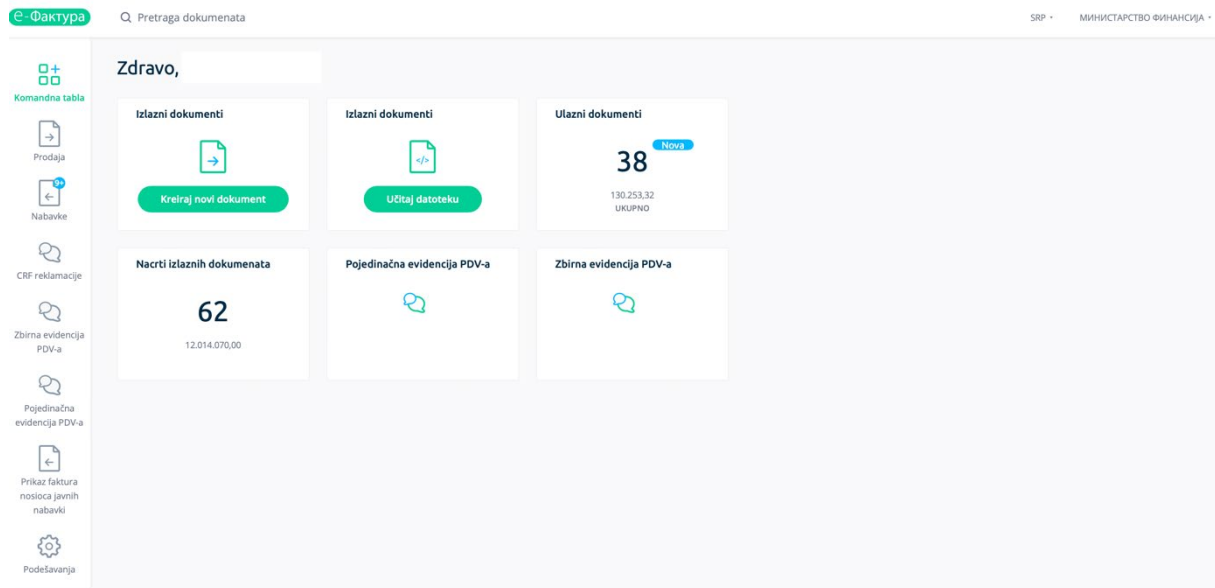 е-Фактура
Pretraga dokumenata
SRP
МИНИСТАРСТВО ФИНАНСИЈА
Komandna tabla
Prodaja
9+
Nabavke
CRF reklamacije
Zbirna evidencija
PDV-a
Pojedinačna
evidencija PDV-a
Prikaz faktura
nosioca javnih
nabavki
Podešavanja
Zdravo,
Izlazni dokumenti
Kreiraj novi dokument
Izlazni dokumenti
</>
Učitaj datoteku
Ulazni dokumenti
Nova
38
130.253,32
UKUPNO
Nacrti izlaznih dokumenata
62
12.014.070,00
Pojedinačna evidencija PDV-a
Zbirna evidencija PDV-a